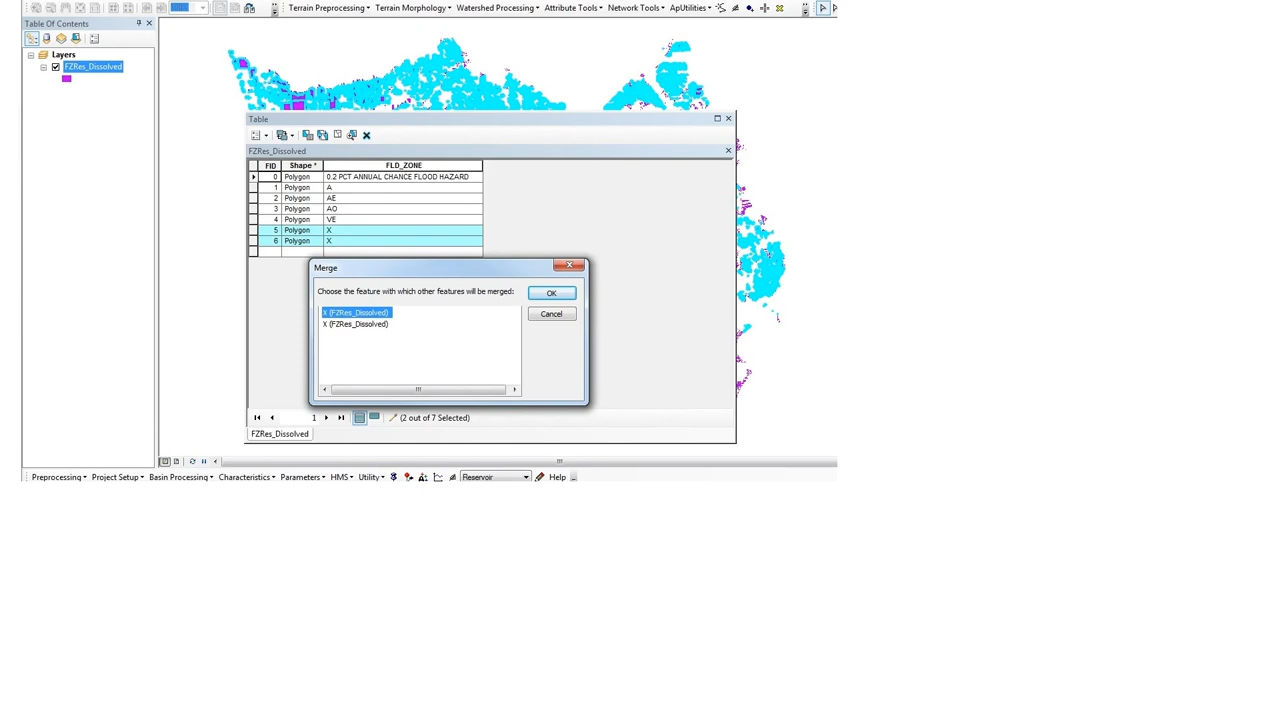 Terrain Preprocessing Terrain Morphology Watershed Processing Attribute Tools Network Tools ApUtilities
Table Of Contents
Layers
FZRes_Dissolved
Table
FZRes_Dissolved
FID Shape * FLD_ZONE
0 Polygon 0.2 PCT ANNUAL CHANCE FLOOD HAZARD
1 Polygon A
2 Polygon AE
3 Polygon AO
4 Polygon VE
5 Polygon X
6 Polygon X
Merge
Choose the feature with which other features will be merged:
OK
X (FZRes_Dissolved)
X (FZRes_Dissolved)
Cancel
1 (2 out of 7 Selected)
FZRes_Dissolved
Preprocessing Project Setup Basin Processing Characteristics Parameters HMS Utility Reservoir Help